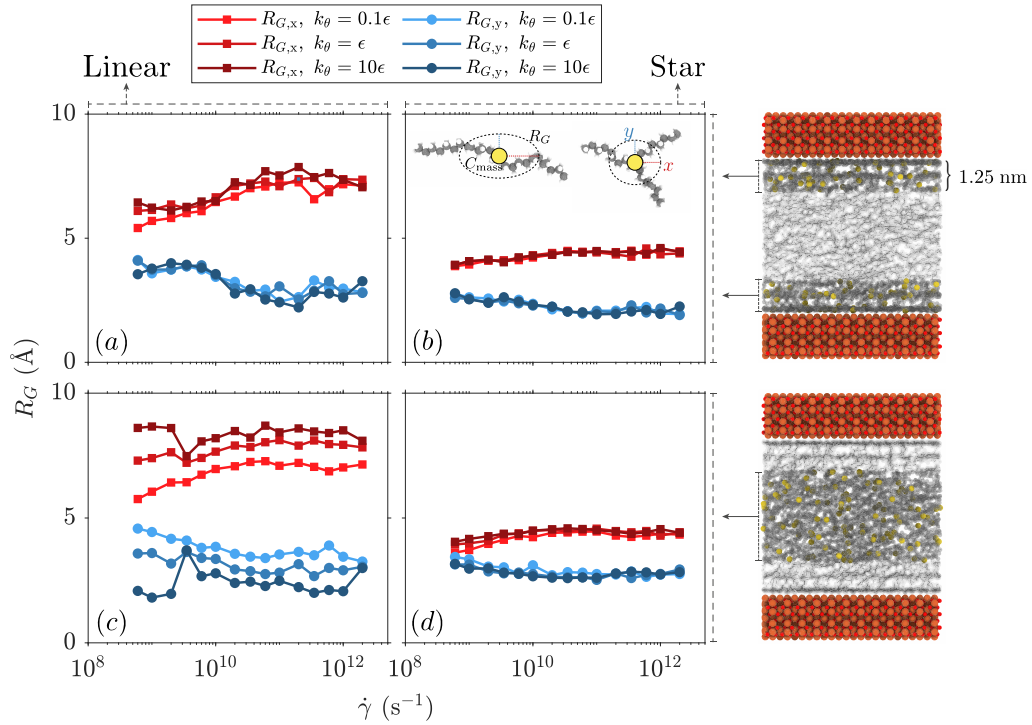 R_{G,x}, k_θ = 0.1ϵ R_{G,y}, k_θ = 0.1ϵ
R_{G,x}, k_θ = ϵ R_{G,y}, k_θ = ϵ
R_{G,x}, k_θ = 10ϵ R_{G,y}, k_θ = 10ϵ
Linear
Star
10
5
0
(a)
R_G
C_mass
y
x
(b)
1.25 nm
R_G (Å)
10
5
0
(c)
(d)
10^8
10^{10}
10^{12}
10^8
10^{10}
10^{12}
γ̇ (s^{−1})